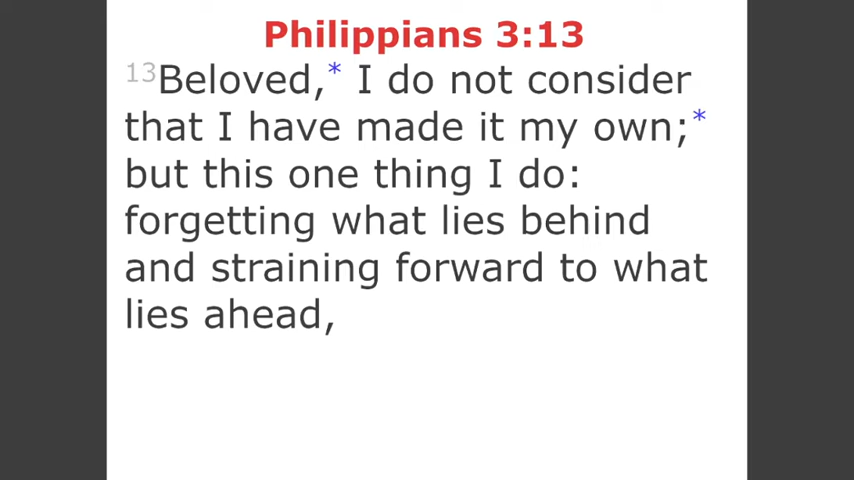 Philippians 3:13
13Beloved,* I do not consider
that I have made it my own;*
but this one thing I do:
forgetting what lies behind
and straining forward to what
lies ahead,